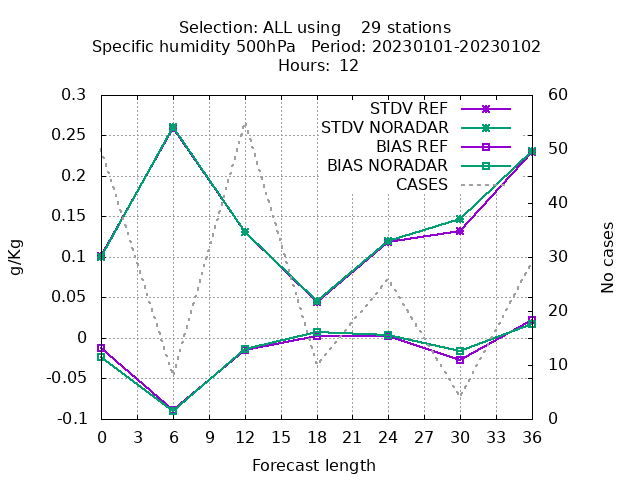 Selection: ALL using    29 stations
Specific humidity 500hPa   Period: 20230101-20230102
Hours: 12
0.3
0.25
0.2
0.15
0.1
0.05
0
-0.05
-0.1
g/Kg
60
50
40
30
20
10
0
No cases
STDV REF
STDV NORADAR
BIAS REF
BIAS NORADAR
CASES
0 3 6 9 12 15 18 21 24 27 30 33 36
Forecast length